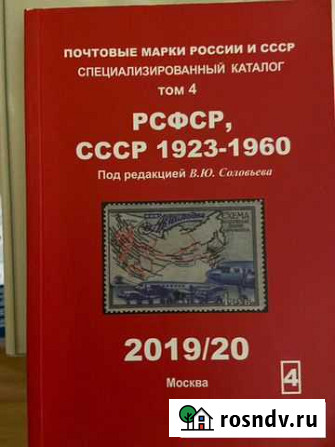 ПОЧТОВЫЕ МАРКИ РОССИИ И СССР
СПЕЦИАЛИЗИРОВАННЫЙ КАТАЛОГ
ТОМ 4
РСФСР,
СССР 1923-1960
Под редакцией В.Ю. Соловьева
СХЕМА
2019/20
Москва
4
rosndv.ru